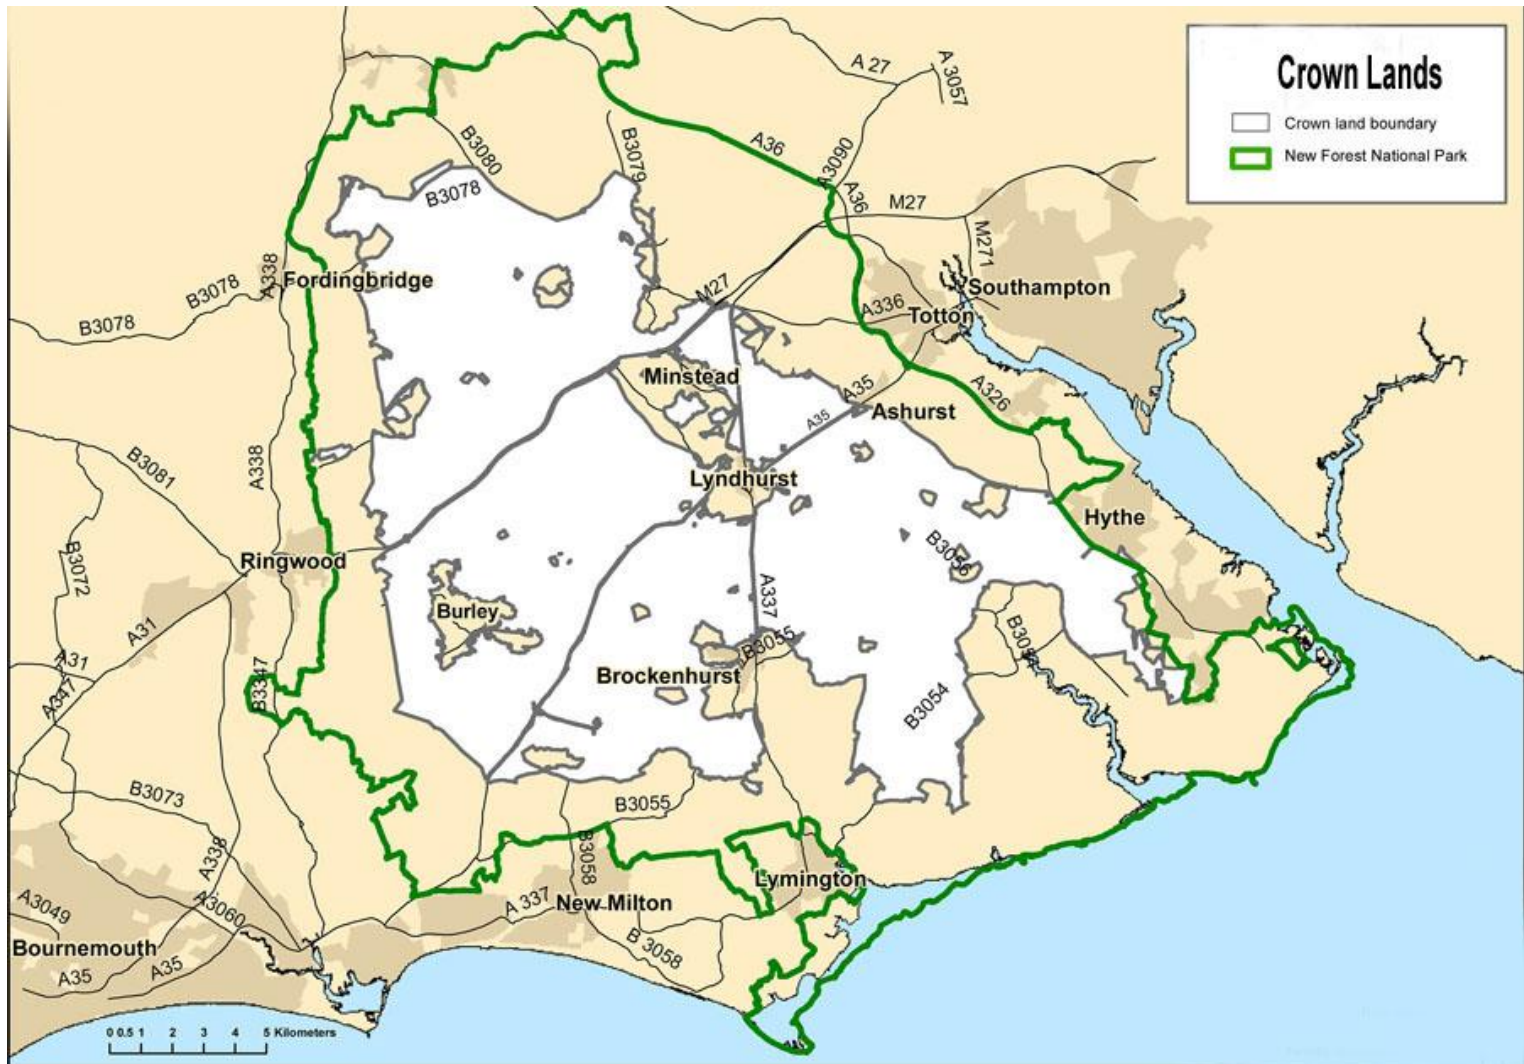 Crown Lands
Crown land boundary
New Forest National Park
A 27
A 3057
A36
A3090
A36
M27
M271
B3080
B3079
B3078
B3078
B3078
A338
Fordingbridge
M27
A336
Southampton
Totton
Minstead
A35
A35
Ashurst
A326
Lyndhurst
B3081
A338
Hythe
B3056
B3072
Ringwood
A337
Burley
B3055
B3054
A31
A31
A347
B3347
Brockenhurst
B3054
B3073
B3055
A338
B3058
Lymington
A3060
A 337
New Milton
A3049
B 3058
Bournemouth
A35
A35
0 0.5 1 2 3 4 5 Kilometers